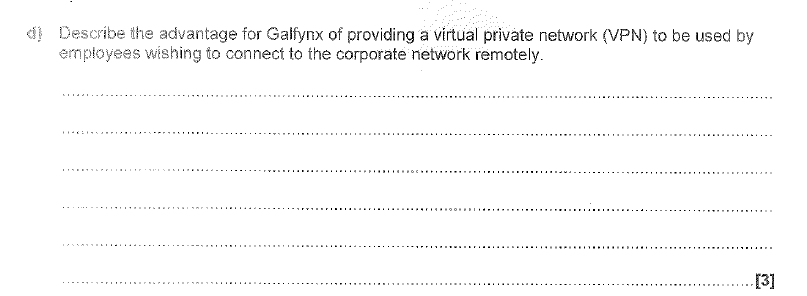 d) Describe the advantage for Galfynx of providing a virtual private network (VPN) to be used by
employees wishing to connect to the corporate network remotely.
[3]